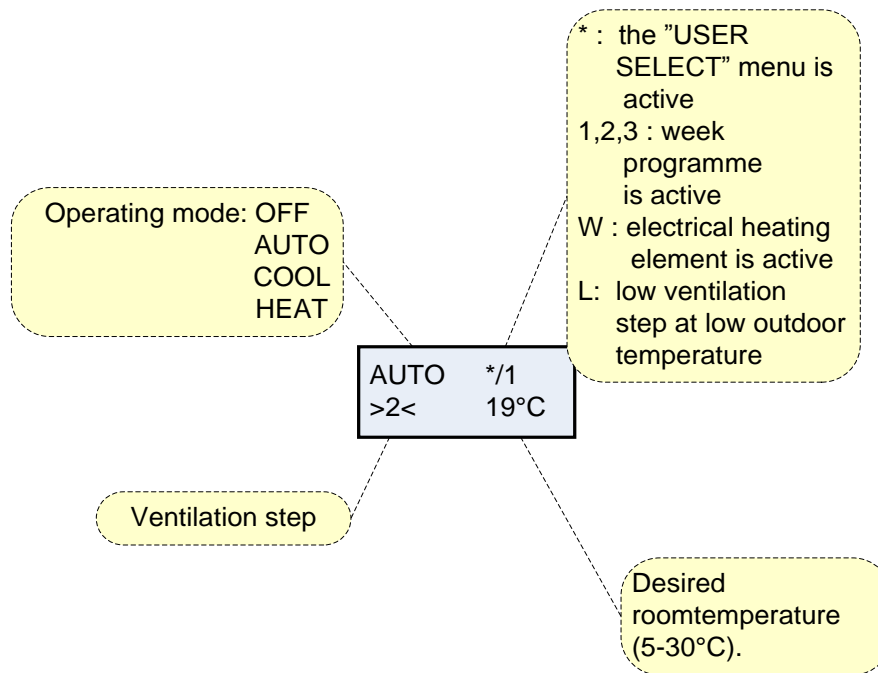 * :  the ”USER
SELECT” menu is
active
1,2,3 : week
programme
is active
W : electrical heating
element is active
L:  low ventilation
step at low outdoor
temperature
Operating mode: OFF
AUTO
COOL
HEAT
AUTO */1
>2< 19°C
Ventilation step
Desired
roomtemperature
(5-30°C).